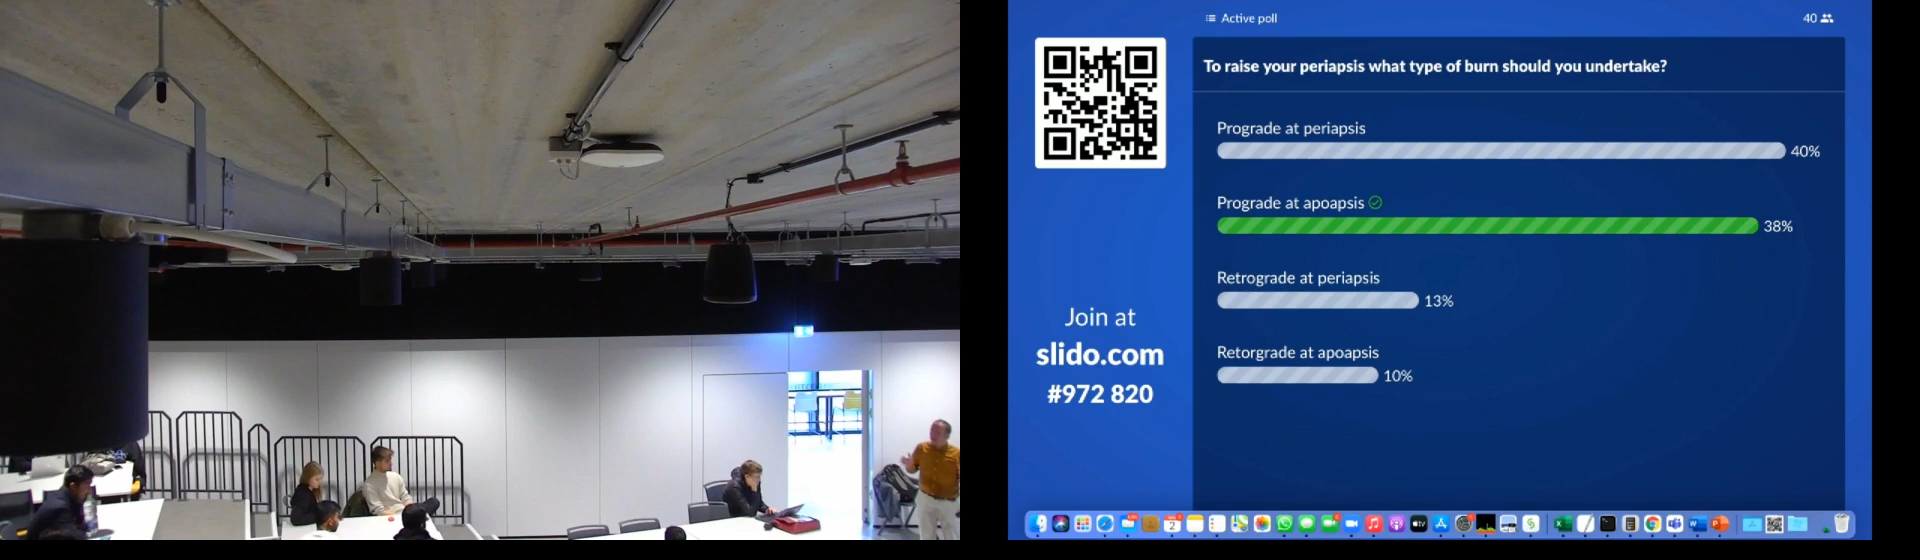 Active poll
40
To raise your periapsis what type of burn should you undertake?
Prograde at periapsis
40%
Prograde at apoapsis
38%
Retrograde at periapsis
13%
Retorgrade at apoapsis
10%
Join at
slido.com
#972 820
2